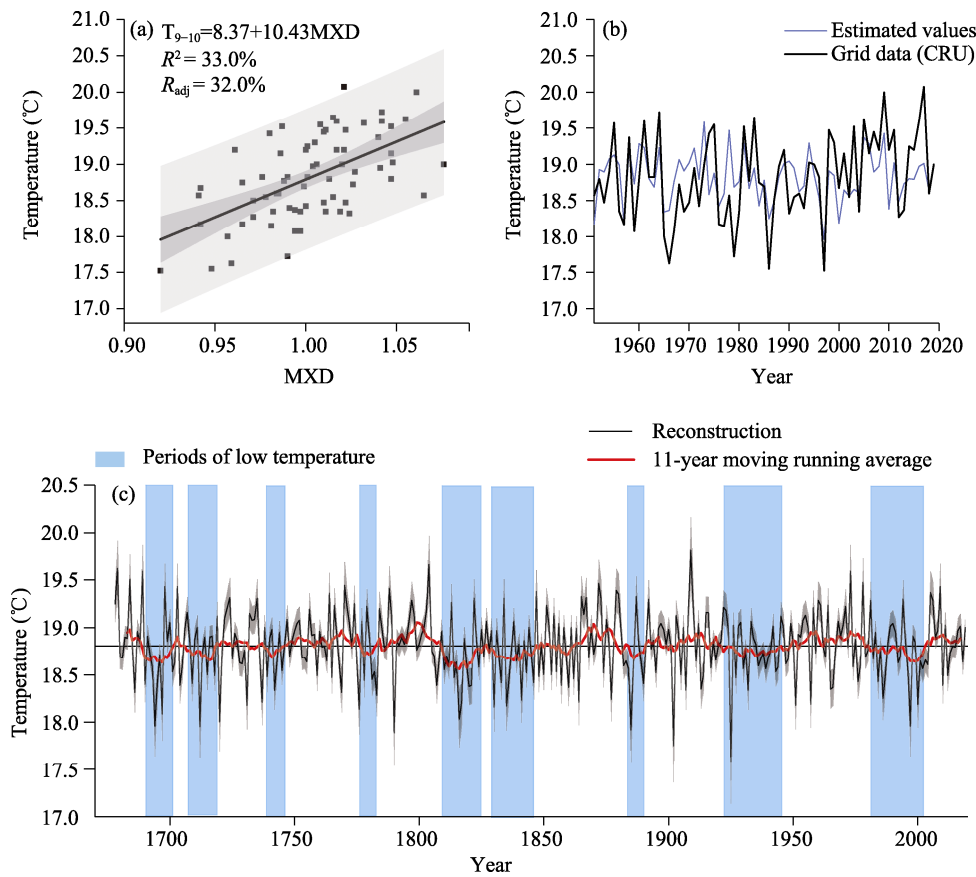 (a)
T₉₋₁₀=8.37+10.43MXD
R² = 33.0%
R_adj = 32.0%
21.0
20.5
20.0
19.5
19.0
18.5
18.0
17.5
17.0
Temperature (℃)
0.90 0.95 1.00 1.05
MXD
(b)
Estimated values
Grid data (CRU)
21.0
20.5
20.0
19.5
19.0
18.5
18.0
17.5
17.0
Temperature (℃)
1960 1970 1980 1990 2000 2010 2020
Year
Reconstruction
Periods of low temperature
11-year moving running average
(c)
20.5
20.0
19.5
19.0
18.5
18.0
17.5
17.0
Temperature (℃)
1700 1750 1800 1850 1900 1950 2000
Year